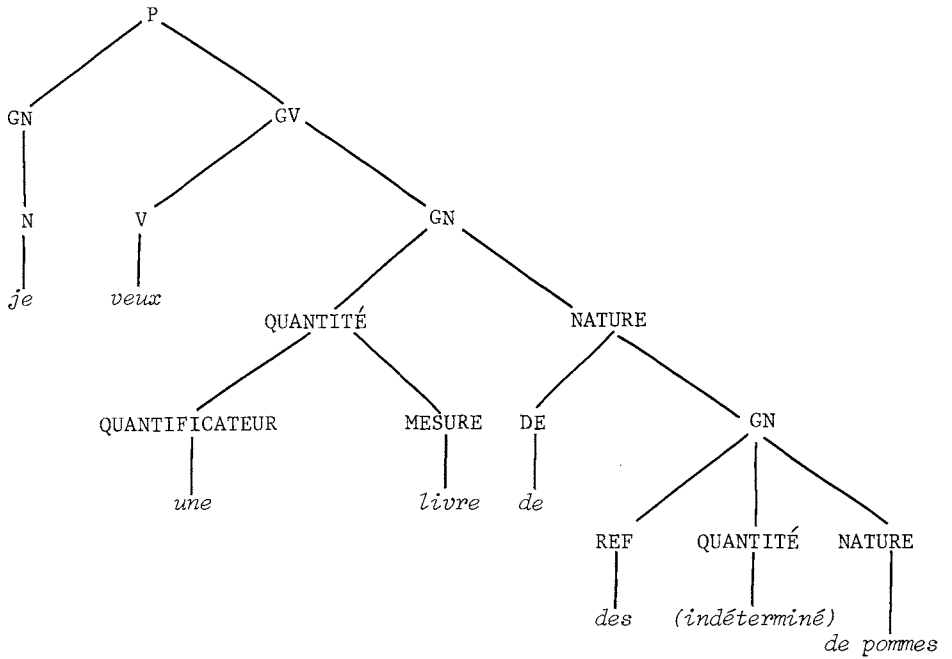 P
GN GV
N V GN
je veux QUANTITÉ NATURE
QUANTIFICATEUR MESURE DE GN
une livre de
REF QUANTITÉ NATURE
des (indéterminé)
de pommes